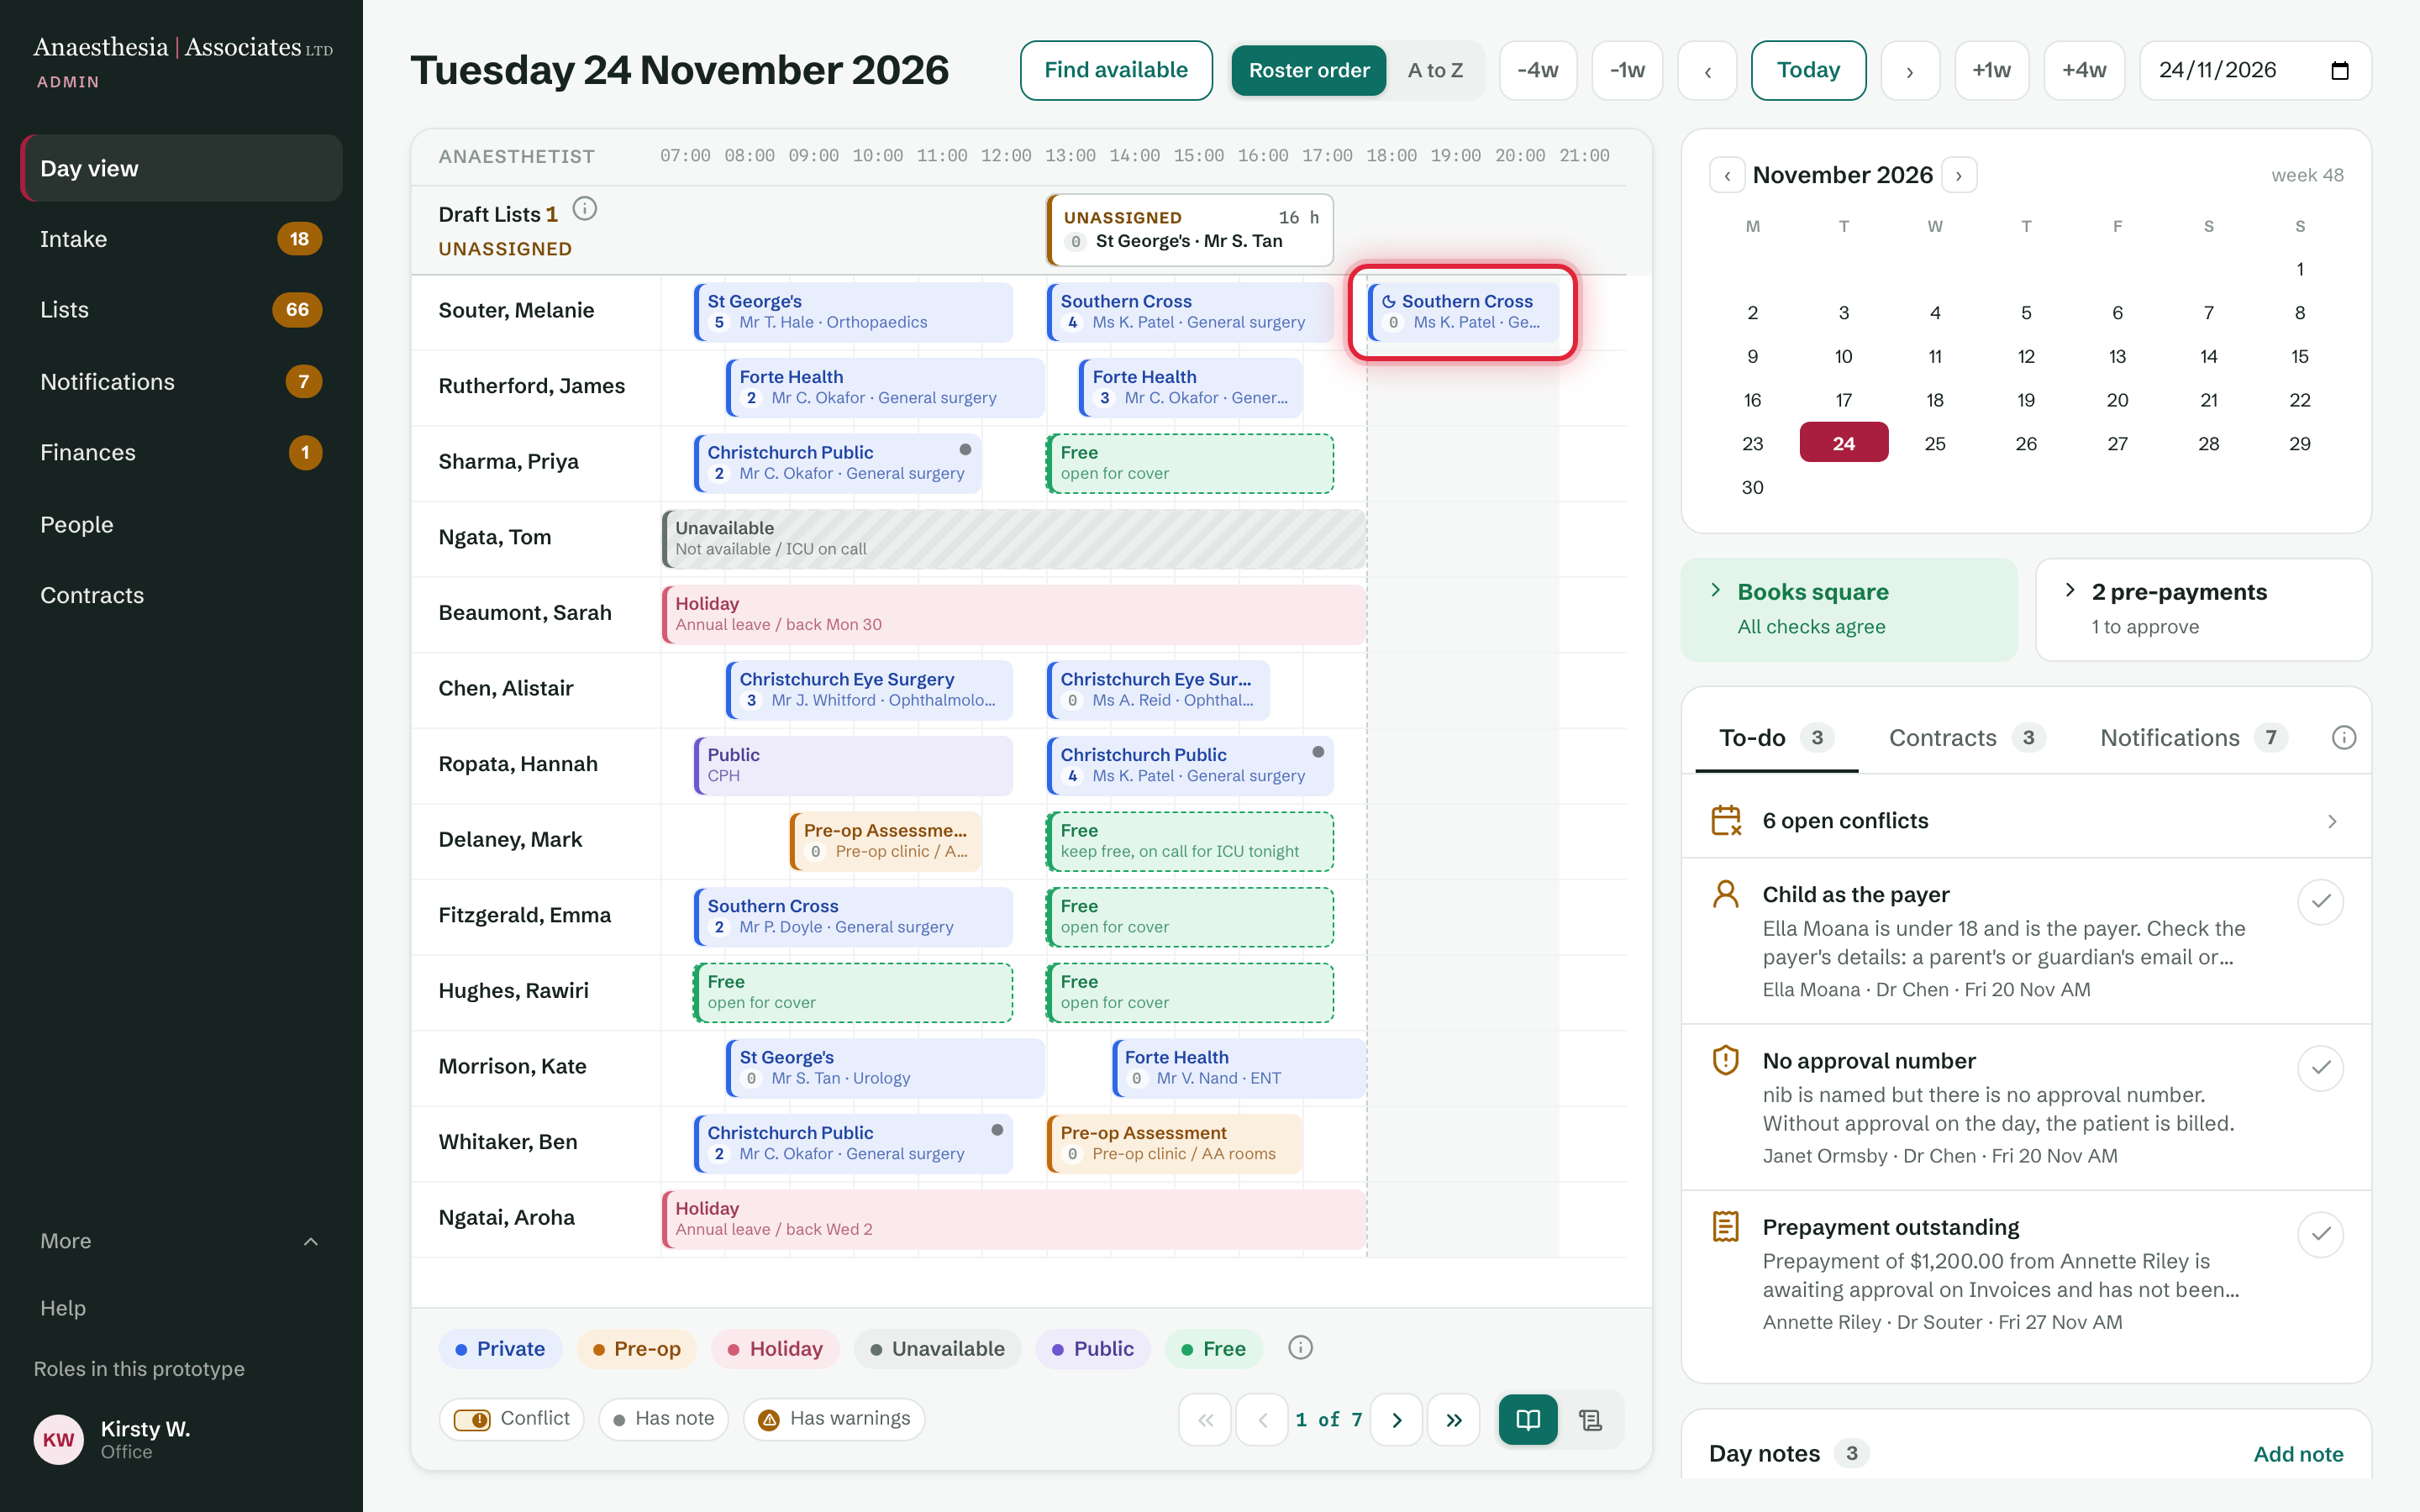 Anaesthesia | Associates LTD
ADMIN
Day view
Intake 18
Lists 66
Notifications 7
Finances 1
People
Contracts
More
Help
Roles in this prototype
KW Kirsty W.
Office
Tuesday 24 November 2026
Find available
Roster order A to Z
-4w -1w ‹ Today › +1w +4w
24/11/2026
ANAESTHETIST 07:00 08:00 09:00 10:00 11:00 12:00 13:00 14:00 15:00 16:00 17:00 18:00 19:00 20:00 21:00
Draft Lists 1
UNASSIGNED
UNASSIGNED 16 h
0 St George's · Mr S. Tan
Souter, Melanie
St George's
5 Mr T. Hale · Orthopaedics
Southern Cross
4 Ms K. Patel · General surgery
Southern Cross
0 Ms K. Patel · Ge...
Rutherford, James
Forte Health
2 Mr C. Okafor · General surgery
Forte Health
3 Mr C. Okafor · Gener...
Sharma, Priya
Christchurch Public
2 Mr C. Okafor · General surgery
Free
open for cover
Ngata, Tom
Unavailable
Not available / ICU on call
Beaumont, Sarah
Holiday
Annual leave / back Mon 30
Chen, Alistair
Christchurch Eye Surgery
3 Mr J. Whitford · Ophthalmolo...
Christchurch Eye Sur...
0 Ms A. Reid · Ophthal...
Ropata, Hannah
Public
CPH
Christchurch Public
4 Ms K. Patel · General surgery
Delaney, Mark
Pre-op Assessme...
0 Pre-op clinic / A...
Free
keep free, on call for ICU tonight
Fitzgerald, Emma
Southern Cross
2 Mr P. Doyle · General surgery
Free
open for cover
Hughes, Rawiri
Free
open for cover
Free
open for cover
Morrison, Kate
St George's
0 Mr S. Tan · Urology
Forte Health
0 Mr V. Nand · ENT
Whitaker, Ben
Christchurch Public
2 Mr C. Okafor · General surgery
Pre-op Assessment
0 Pre-op clinic / AA rooms
Ngatai, Aroha
Holiday
Annual leave / back Wed 2
Private Pre-op Holiday Unavailable Public Free
Conflict Has note Has warnings
« ‹ 1 of 7 › »
‹ November 2026 › week 48
M T W T F S S
1
2 3 4 5 6 7 8
9 10 11 12 13 14 15
16 17 18 19 20 21 22
23 24 25 26 27 28 29
30
Books square
All checks agree
2 pre-payments
1 to approve
To-do 3 Contracts 3 Notifications 7
6 open conflicts
Child as the payer
Ella Moana is under 18 and is the payer. Check the
payer's details: a parent's or guardian's email or...
Ella Moana · Dr Chen · Fri 20 Nov AM
No approval number
nib is named but there is no approval number.
Without approval on the day, the patient is billed.
Janet Ormsby · Dr Chen · Fri 20 Nov AM
Prepayment outstanding
Prepayment of $1,200.00 from Annette Riley is
awaiting approval on Invoices and has not been...
Annette Riley · Dr Souter · Fri 27 Nov AM
Day notes 3 Add note